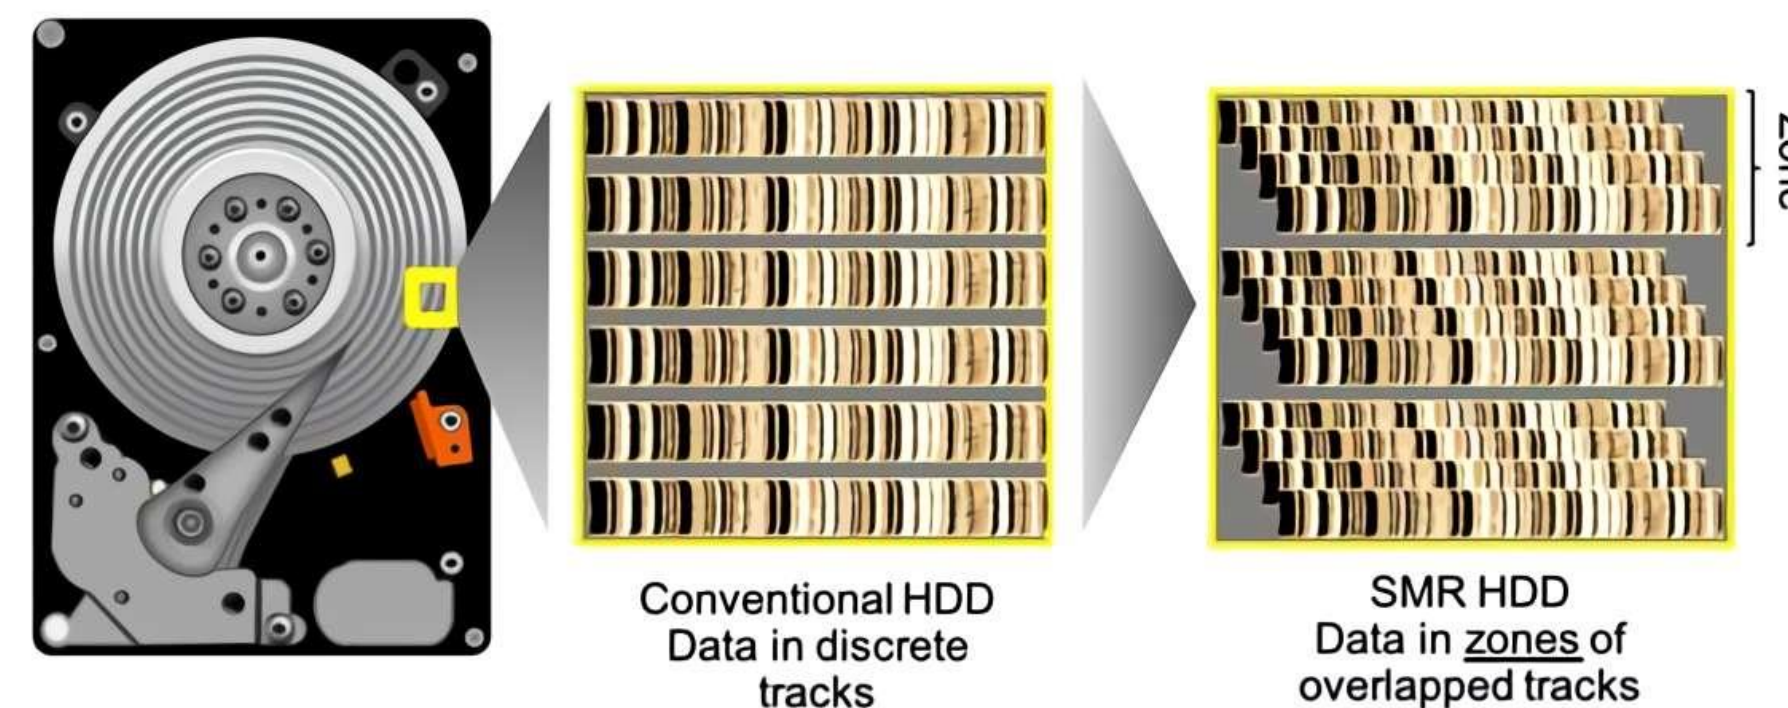 Zone
Conventional HDD
Data in discrete
tracks
SMR HDD
Data in zones of
overlapped tracks